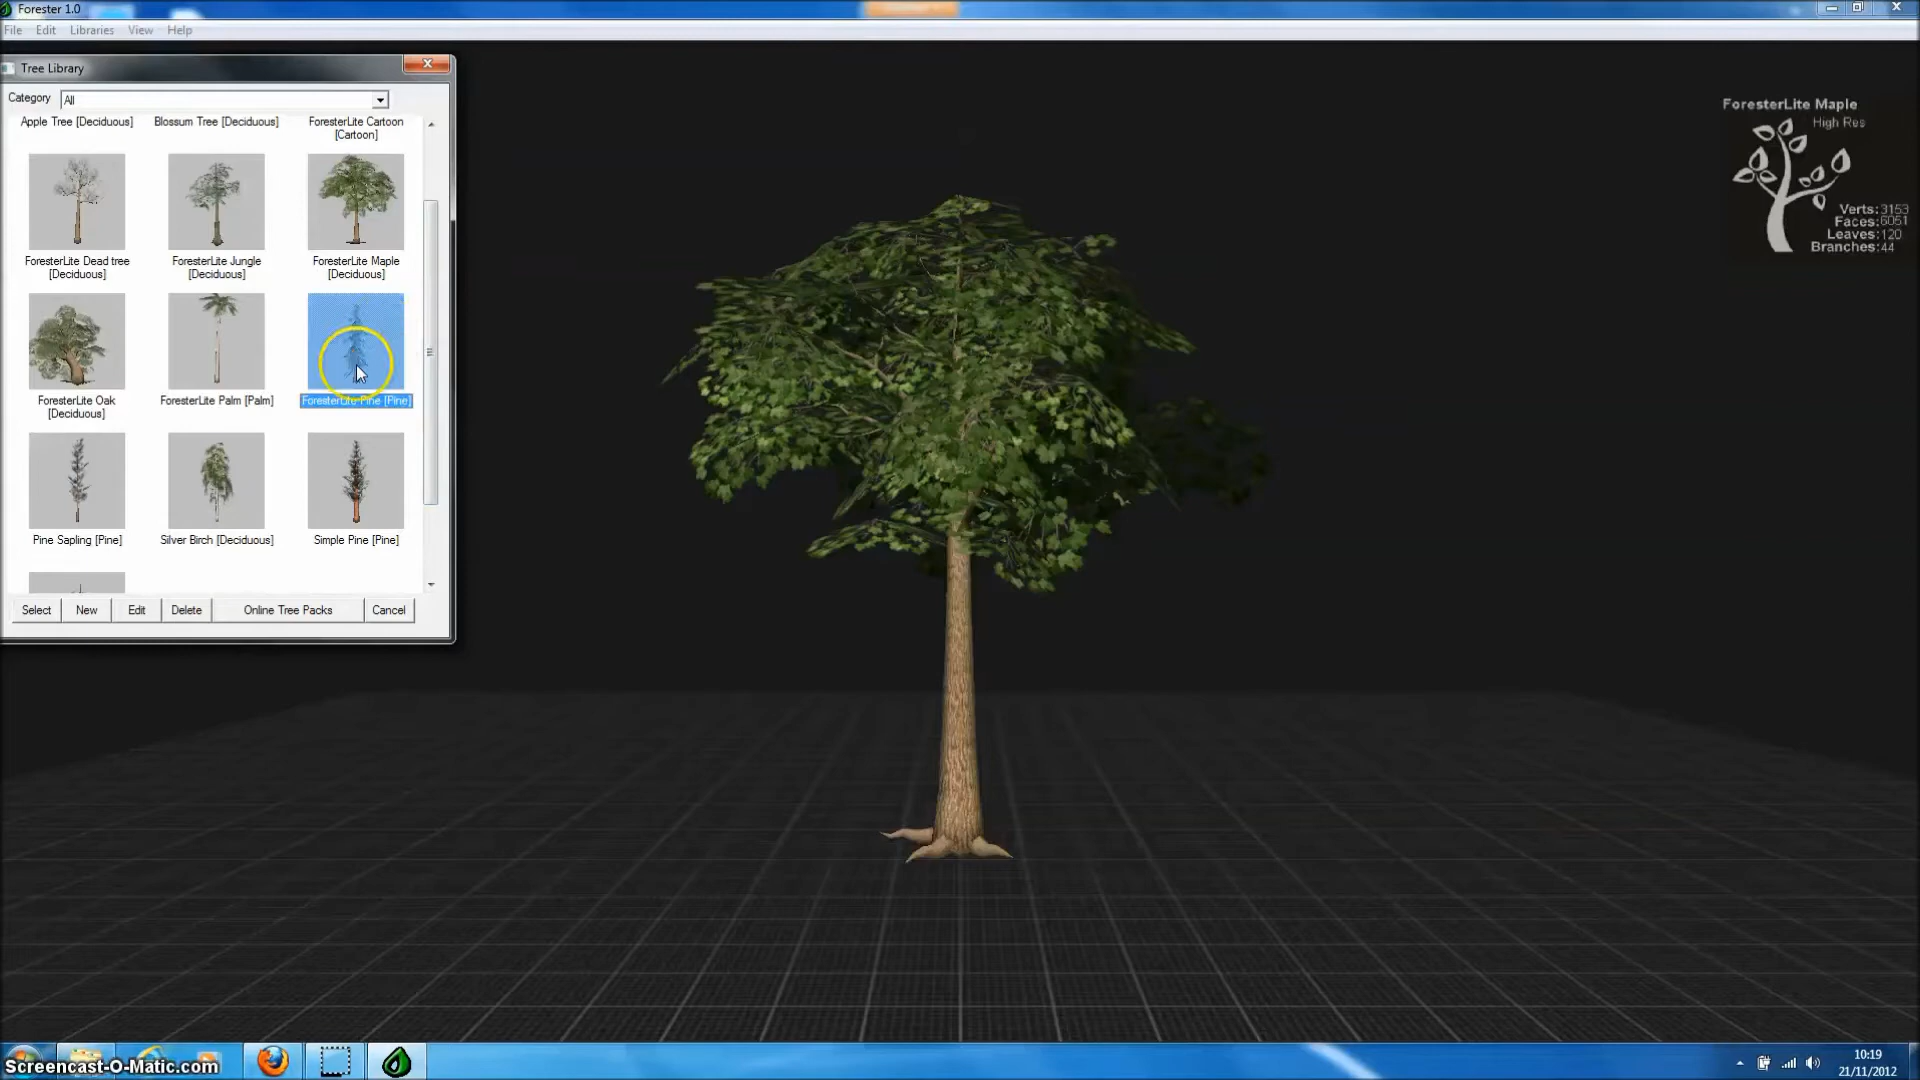 Forester 1.0
File Edit Libraries View Help
Tree Library
Category All
Apple Tree [Deciduous] Blossum Tree [Deciduous] ForesterLite Cartoon
[Cartoon]
ForesterLite Dead tree ForesterLite Jungle ForesterLite Maple
[Deciduous] [Deciduous] [Deciduous]
ForesterLite Oak ForesterLite Palm [Palm] ForesterLite Pine [Pine]
[Deciduous]
Pine Sapling [Pine] Silver Birch [Deciduous] Simple Pine [Pine]
Select New Edit Delete Online Tree Packs Cancel
ForesterLite Maple
High Res
Verts:3153
Faces:6051
Leaves:120
Branches:44
Screencast-O-Matic.com
10:19
21/11/2012